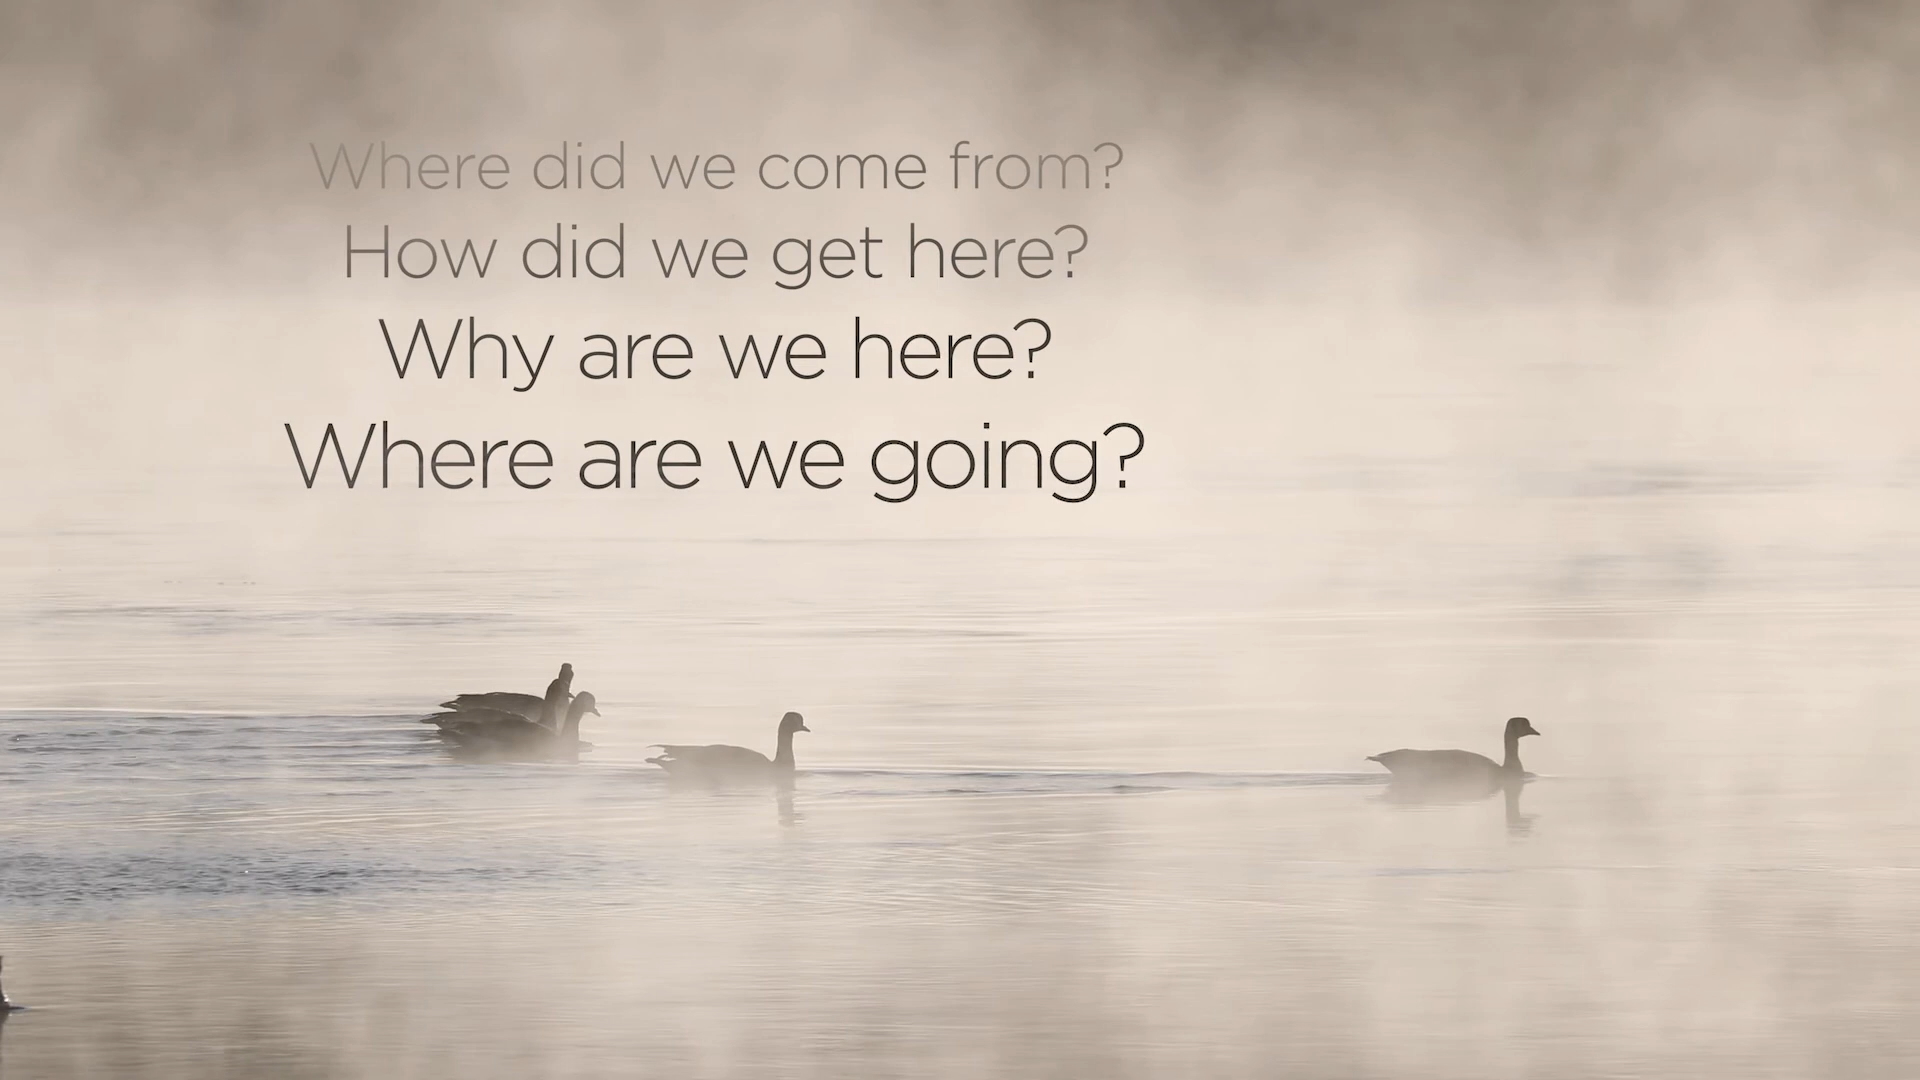 Where did we come from?
How did we get here?
Why are we here?
Where are we going?